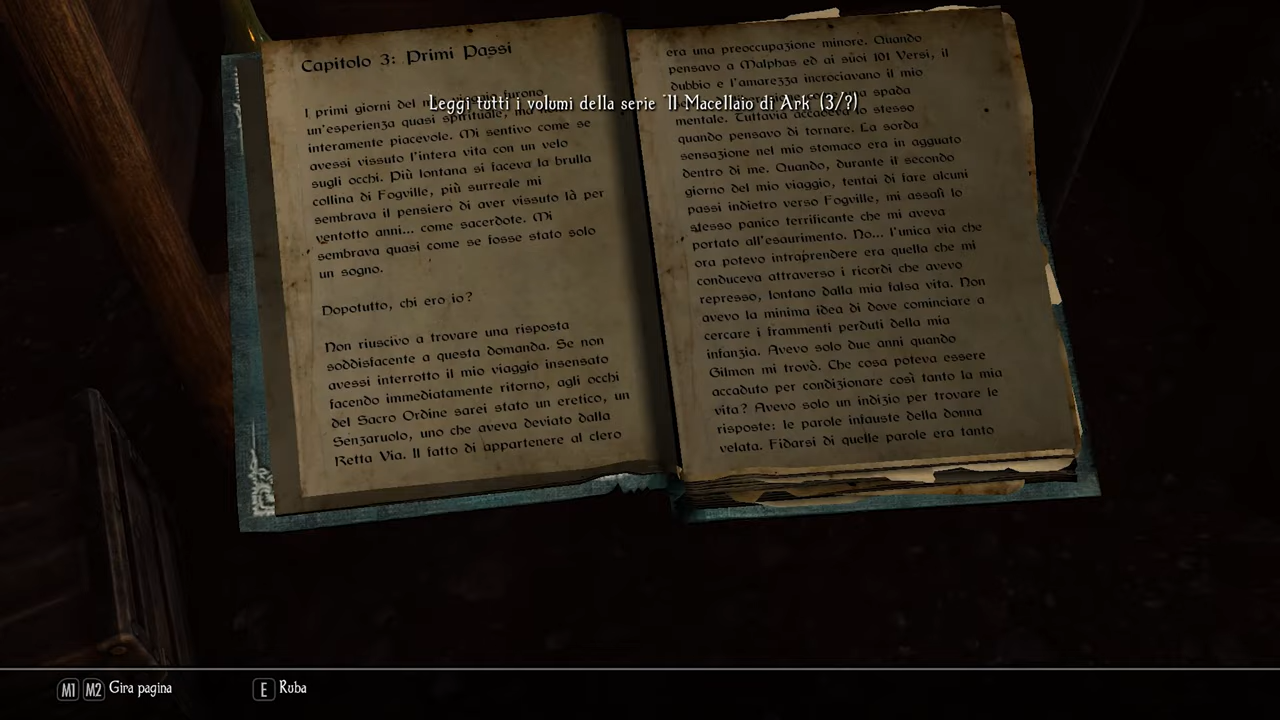 Capitolo 3: Primi Passi
I primi giorni del mio viaggio furono
un'esperienza quasi spirituale, ma non
interamente piacevole. Mi sentivo come se
avessi vissuto l'intera vita con un velo
sugli occhi. Più lontana si faceva la brulla
collina di Fogville, più surreale mi
sembrava il pensiero di aver vissuto là per
ventotto anni... come sacerdote. Mi
sembrava quasi come se fosse stato solo
un sogno.
Dopotutto, chi ero io?
Non riuscivo a trovare una risposta
soddisfacente a questa domanda. Se non
avessi interrotto il mio viaggio insensato
facendo immediatamente ritorno, agli occhi
del Sacro Ordine sarei stato un eretico, un
Senzaruolo, uno che aveva deviato dalla
Retta Via. Il fatto di appartenere al clero
era una preoccupazione minore. Quando
pensavo a Malphas ed ai suoi 101 Versi, il
dubbio e l'amarezza incrociavano il mio
spada
mentale. Tuttavia accadeva lo stesso
quando pensavo di tornare. La sorda
sensazione nel mio stomaco era in agguato
dentro di me. Quando, durante il secondo
giorno del mio viaggio, tentai di fare alcuni
passi indietro verso Fogville, mi assalì lo
stesso panico terrificante che mi aveva
portato all'esaurimento. No... l'unica via che
ora potevo intraprendere era quella che mi
conduceva attraverso i ricordi che avevo
represso, lontano dalla mia falsa vita. Non
avevo la minima idea di dove cominciare a
cercare i frammenti perduti della mia
infanzia. Avevo solo due anni quando
Gilmon mi trovò. Che cosa poteva essere
accaduto per condizionare così tanto la mia
vita? Avevo solo un indizio per trovare le
risposte: le parole infauste della donna
velata. Fidarsi di quelle parole era tanto
Leggi tutti i volumi della serie "Il Macellaio di Ark" (3/?)
M1 M2 Gira pagina
E Ruba